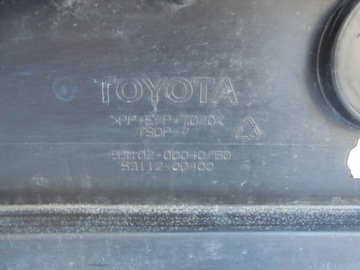 TOYOTA
>PP+E/P-TD20<
TSOP-7
53102-0D040/50
53112-0D400